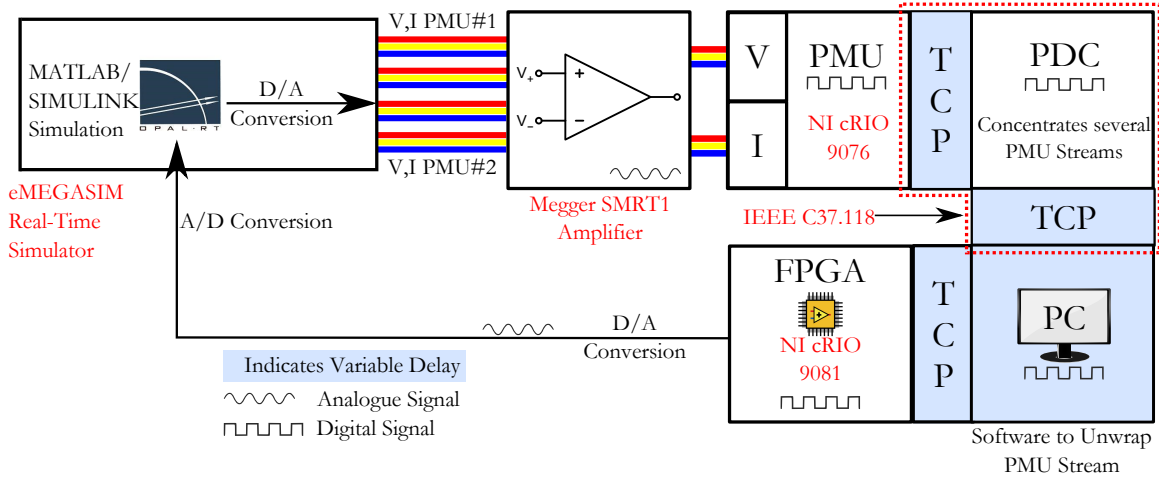 V,I PMU#1
MATLAB/
SIMULINK
Simulation
OPAL-RT
D/A
Conversion
V,I PMU#2
eMEGASIM
Real-Time
Simulator
A/D Conversion
V+
+
V−
−
Megger SMRT1
Amplifier
V
I
PMU
NI cRIO
9076
TCP
PDC
Concentrates several
PMU Streams
IEEE C37.118
TCP
FPGA
NI cRIO
9081
TCP
PC
Software to Unwrap
PMU Stream
D/A
Conversion
Indicates Variable Delay
Analogue Signal
Digital Signal